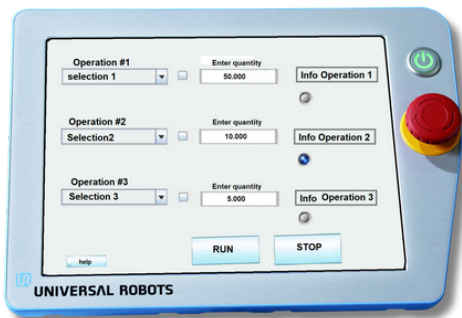 Operation #1
selection 1
Enter quantity
50.000
Info Operation 1
Operation #2
Selection2
Enter quantity
10.000
Info Operation 2
Operation #3
Selection 3
Enter quantity
5.000
Info Operation 3
RUN
STOP
help
UR
UNIVERSAL ROBOTS